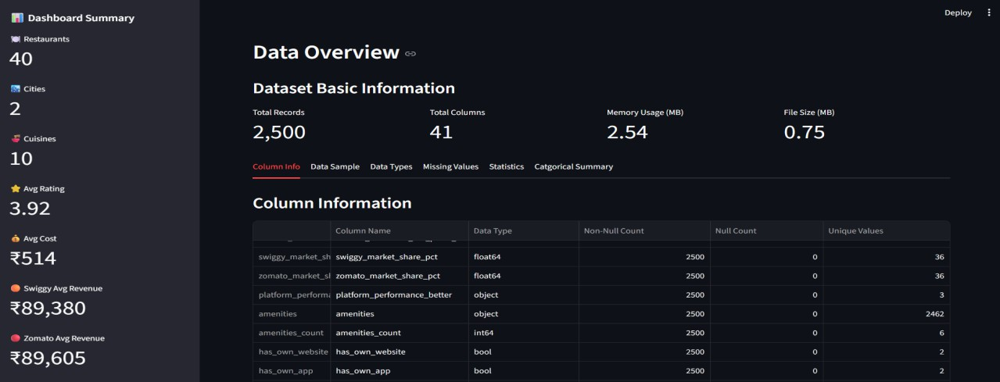 Dashboard Summary
Restaurants
40
Cities
2
Cuisines
10
Avg Rating
3.92
Avg Cost
₹514
Swiggy Avg Revenue
₹89,380
Zomato Avg Revenue
₹89,605
Deploy
Data Overview
Dataset Basic Information
Total Records Total Columns Memory Usage (MB) File Size (MB)
2,500 41 2.54 0.75
Column Info Data Sample Data Types Missing Values Statistics Catgorical Summary
Column Information
Column Name Data Type Non-Null Count Null Count Unique Values
swiggy_market_sh swiggy_market_share_pct float64 2500 0 36
zomato_market_sh zomato_market_share_pct float64 2500 0 36
platform_performa platform_performance_better object 2500 0 3
amenities amenities object 2500 0 2462
amenities_count amenities_count int64 2500 0 6
has_own_website has_own_website bool 2500 0 2
has_own_app has_own_app bool 2500 0 2